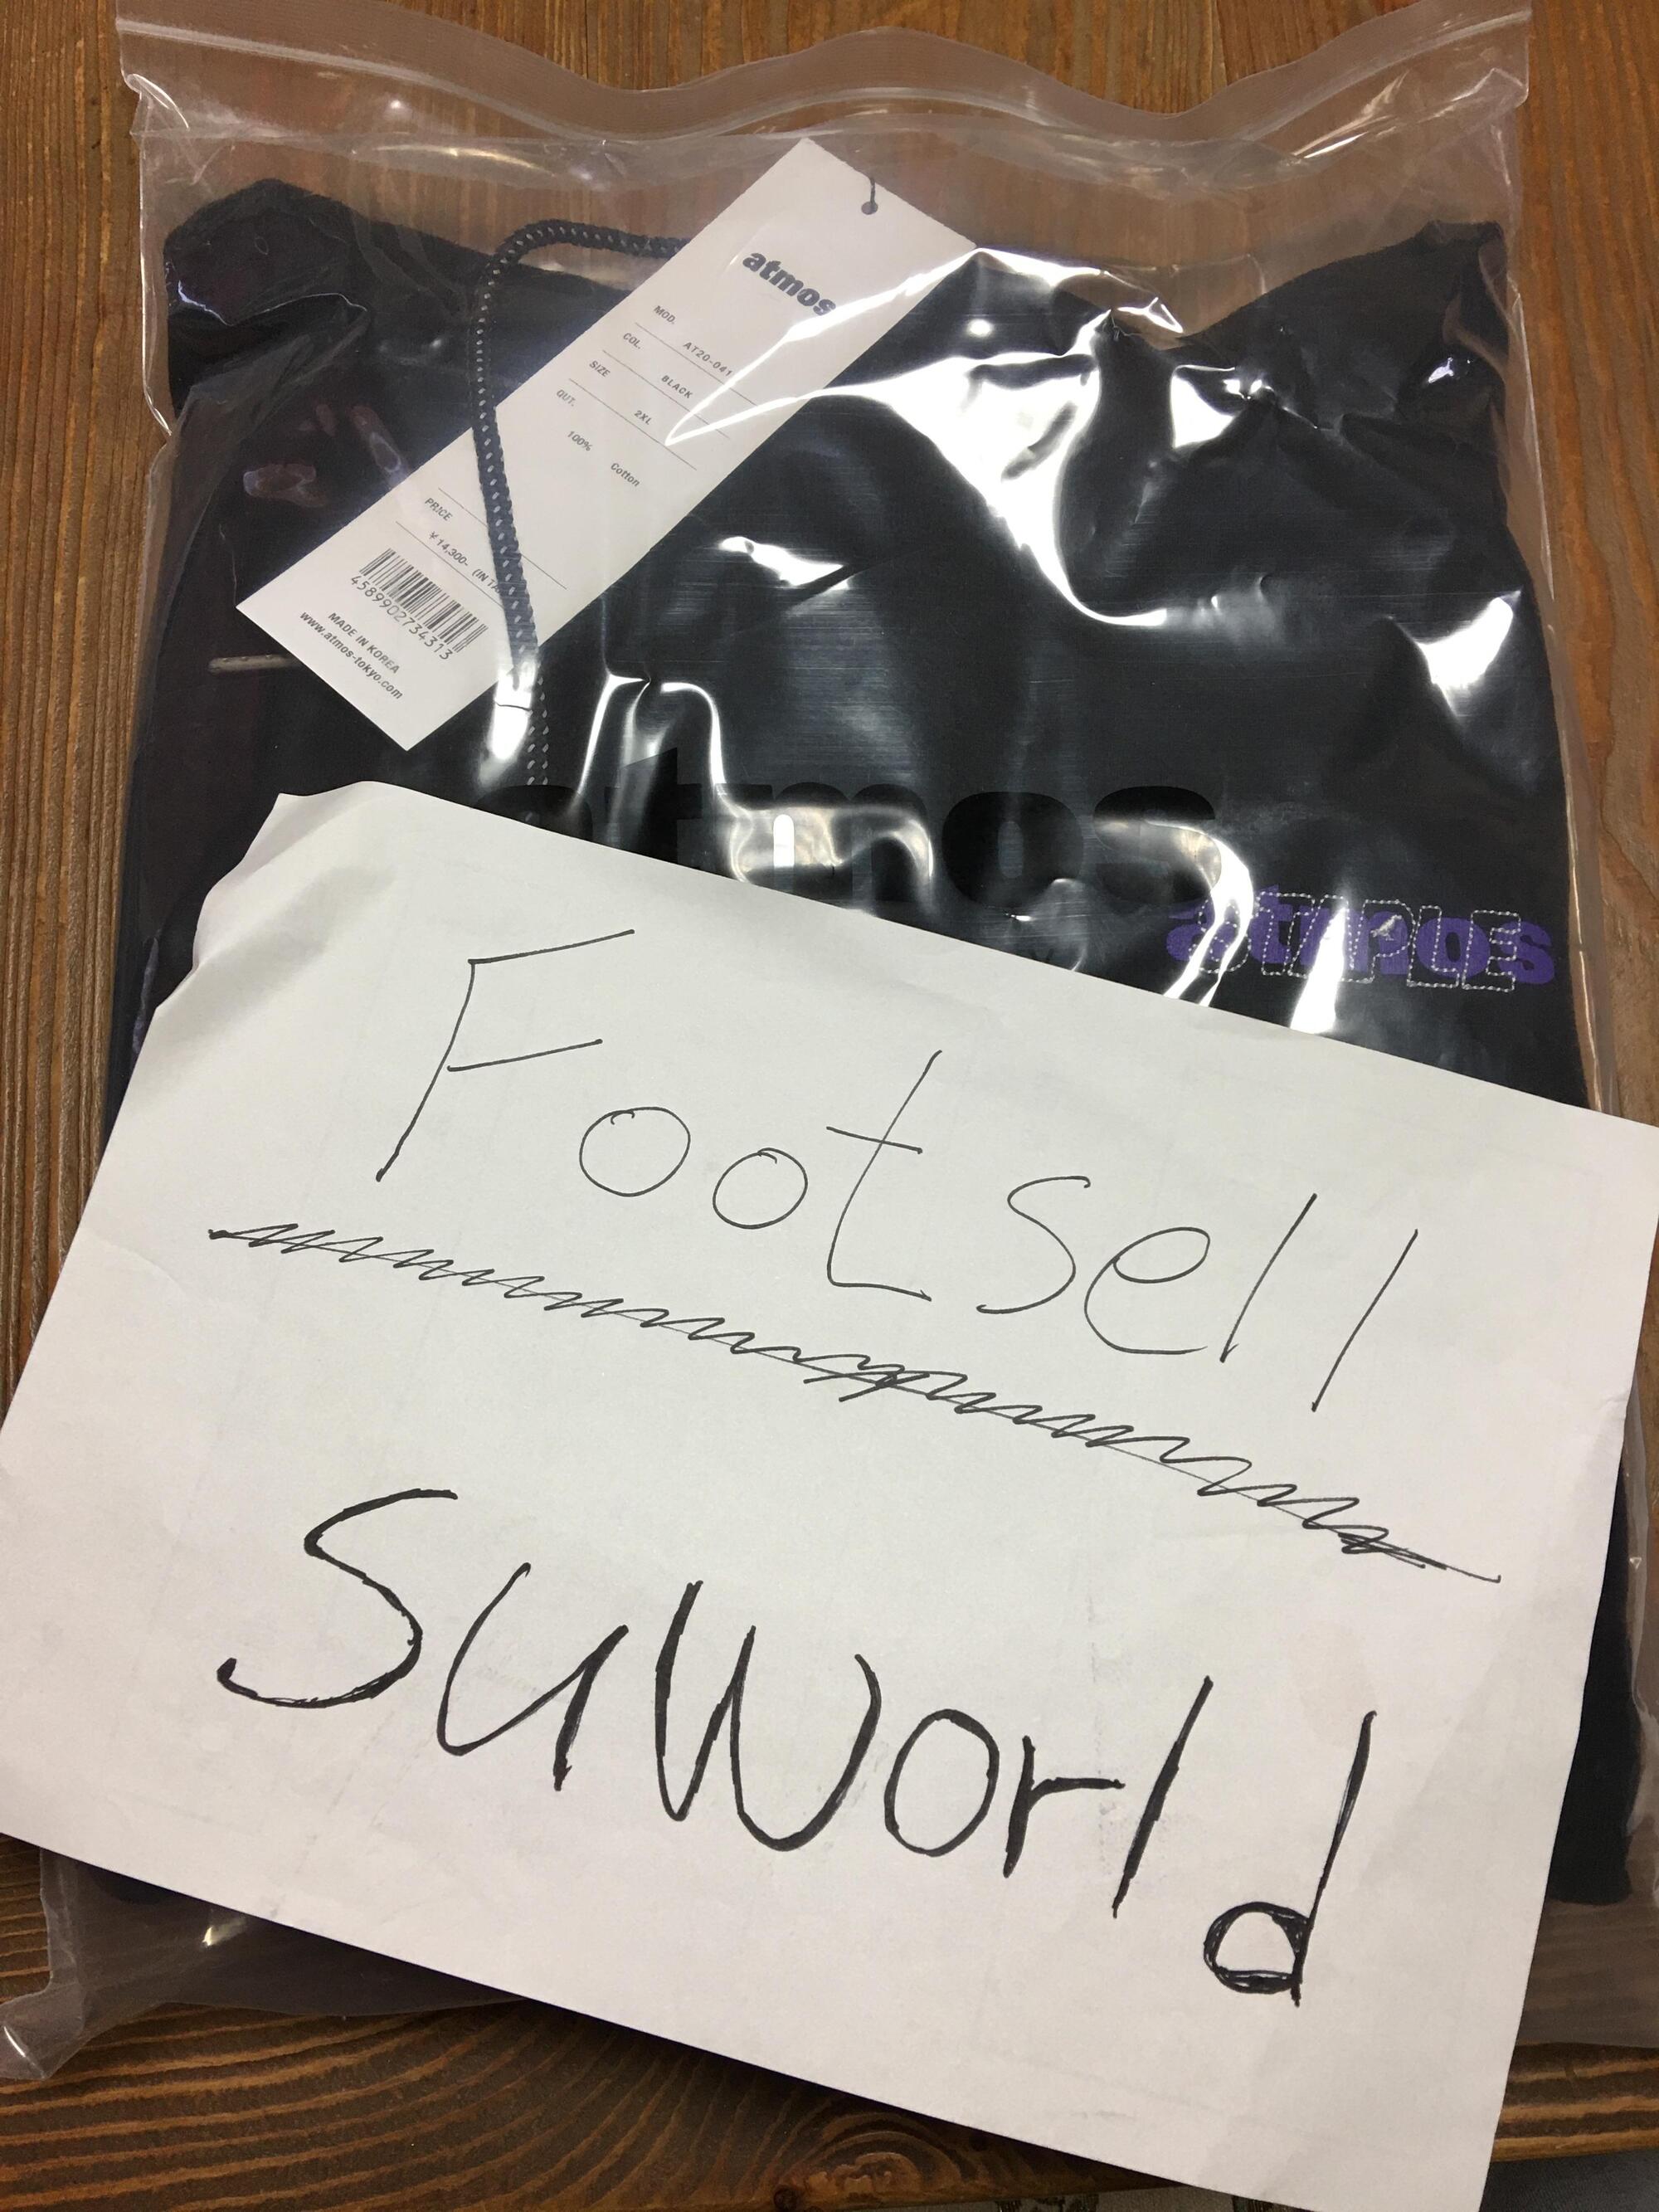 atmos
MOD. AT20-041
COL. BLACK
SIZE 2XL
QUT. 100% Cotton
PRICE
¥ 14,300- (IN
4589902734313
MADE IN KOREA
www.atmos-tokyo.com
atmos
atmos
Footsell
Suworld